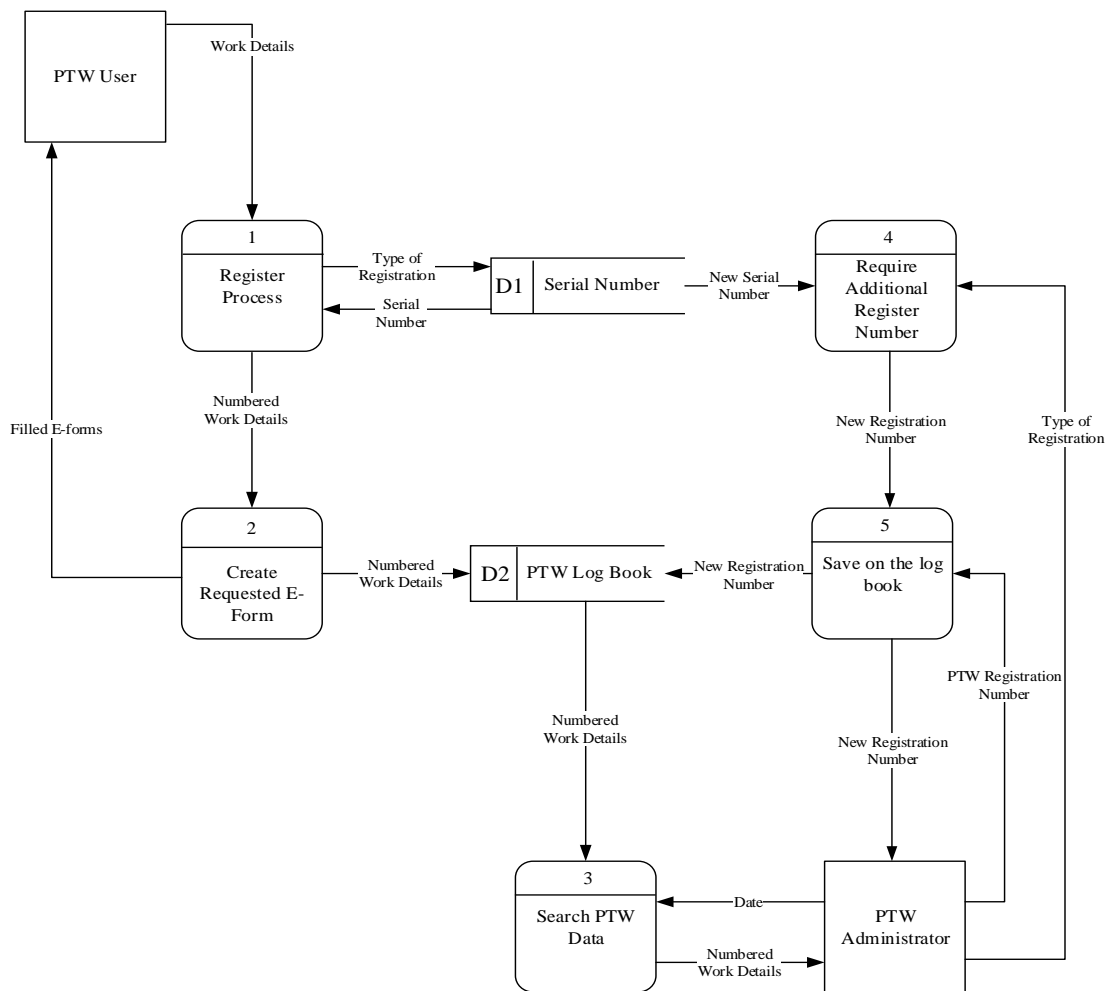 Work Details
PTW User
1
Register
Process
Type of
Registration
Serial
Number
D1
Serial Number
New Serial
Number
4
Require
Additional
Register
Number
Numbered
Work Details
Filled E-forms
New Registration
Number
Type of
Registration
2
Create
Requested E-
Form
Numbered
Work Details
D2
PTW Log Book
New Registration
Number
5
Save on the log
book
PTW Registration
Number
Numbered
Work Details
New Registration
Number
3
Search PTW
Data
Date
Numbered
Work Details
PTW
Administrator